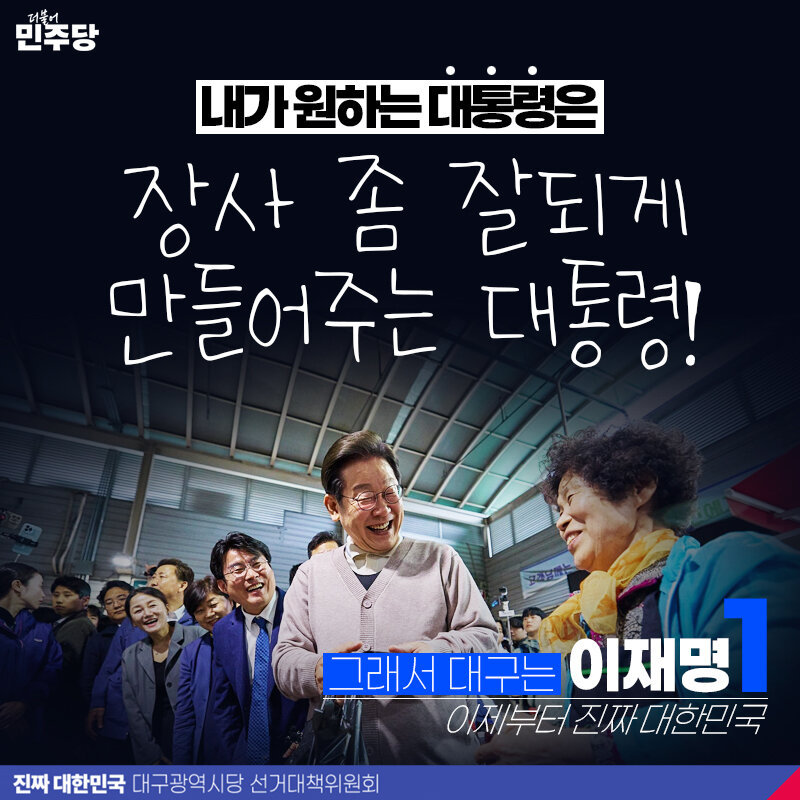 더불어
민주당
내가 원하는 대통령은
장사 좀 잘되게
만들어주는 대통령!
그래서 대구는 이재명 1
이제부터 진짜 대한민국
진짜 대한민국 대구광역시당 선거대책위원회